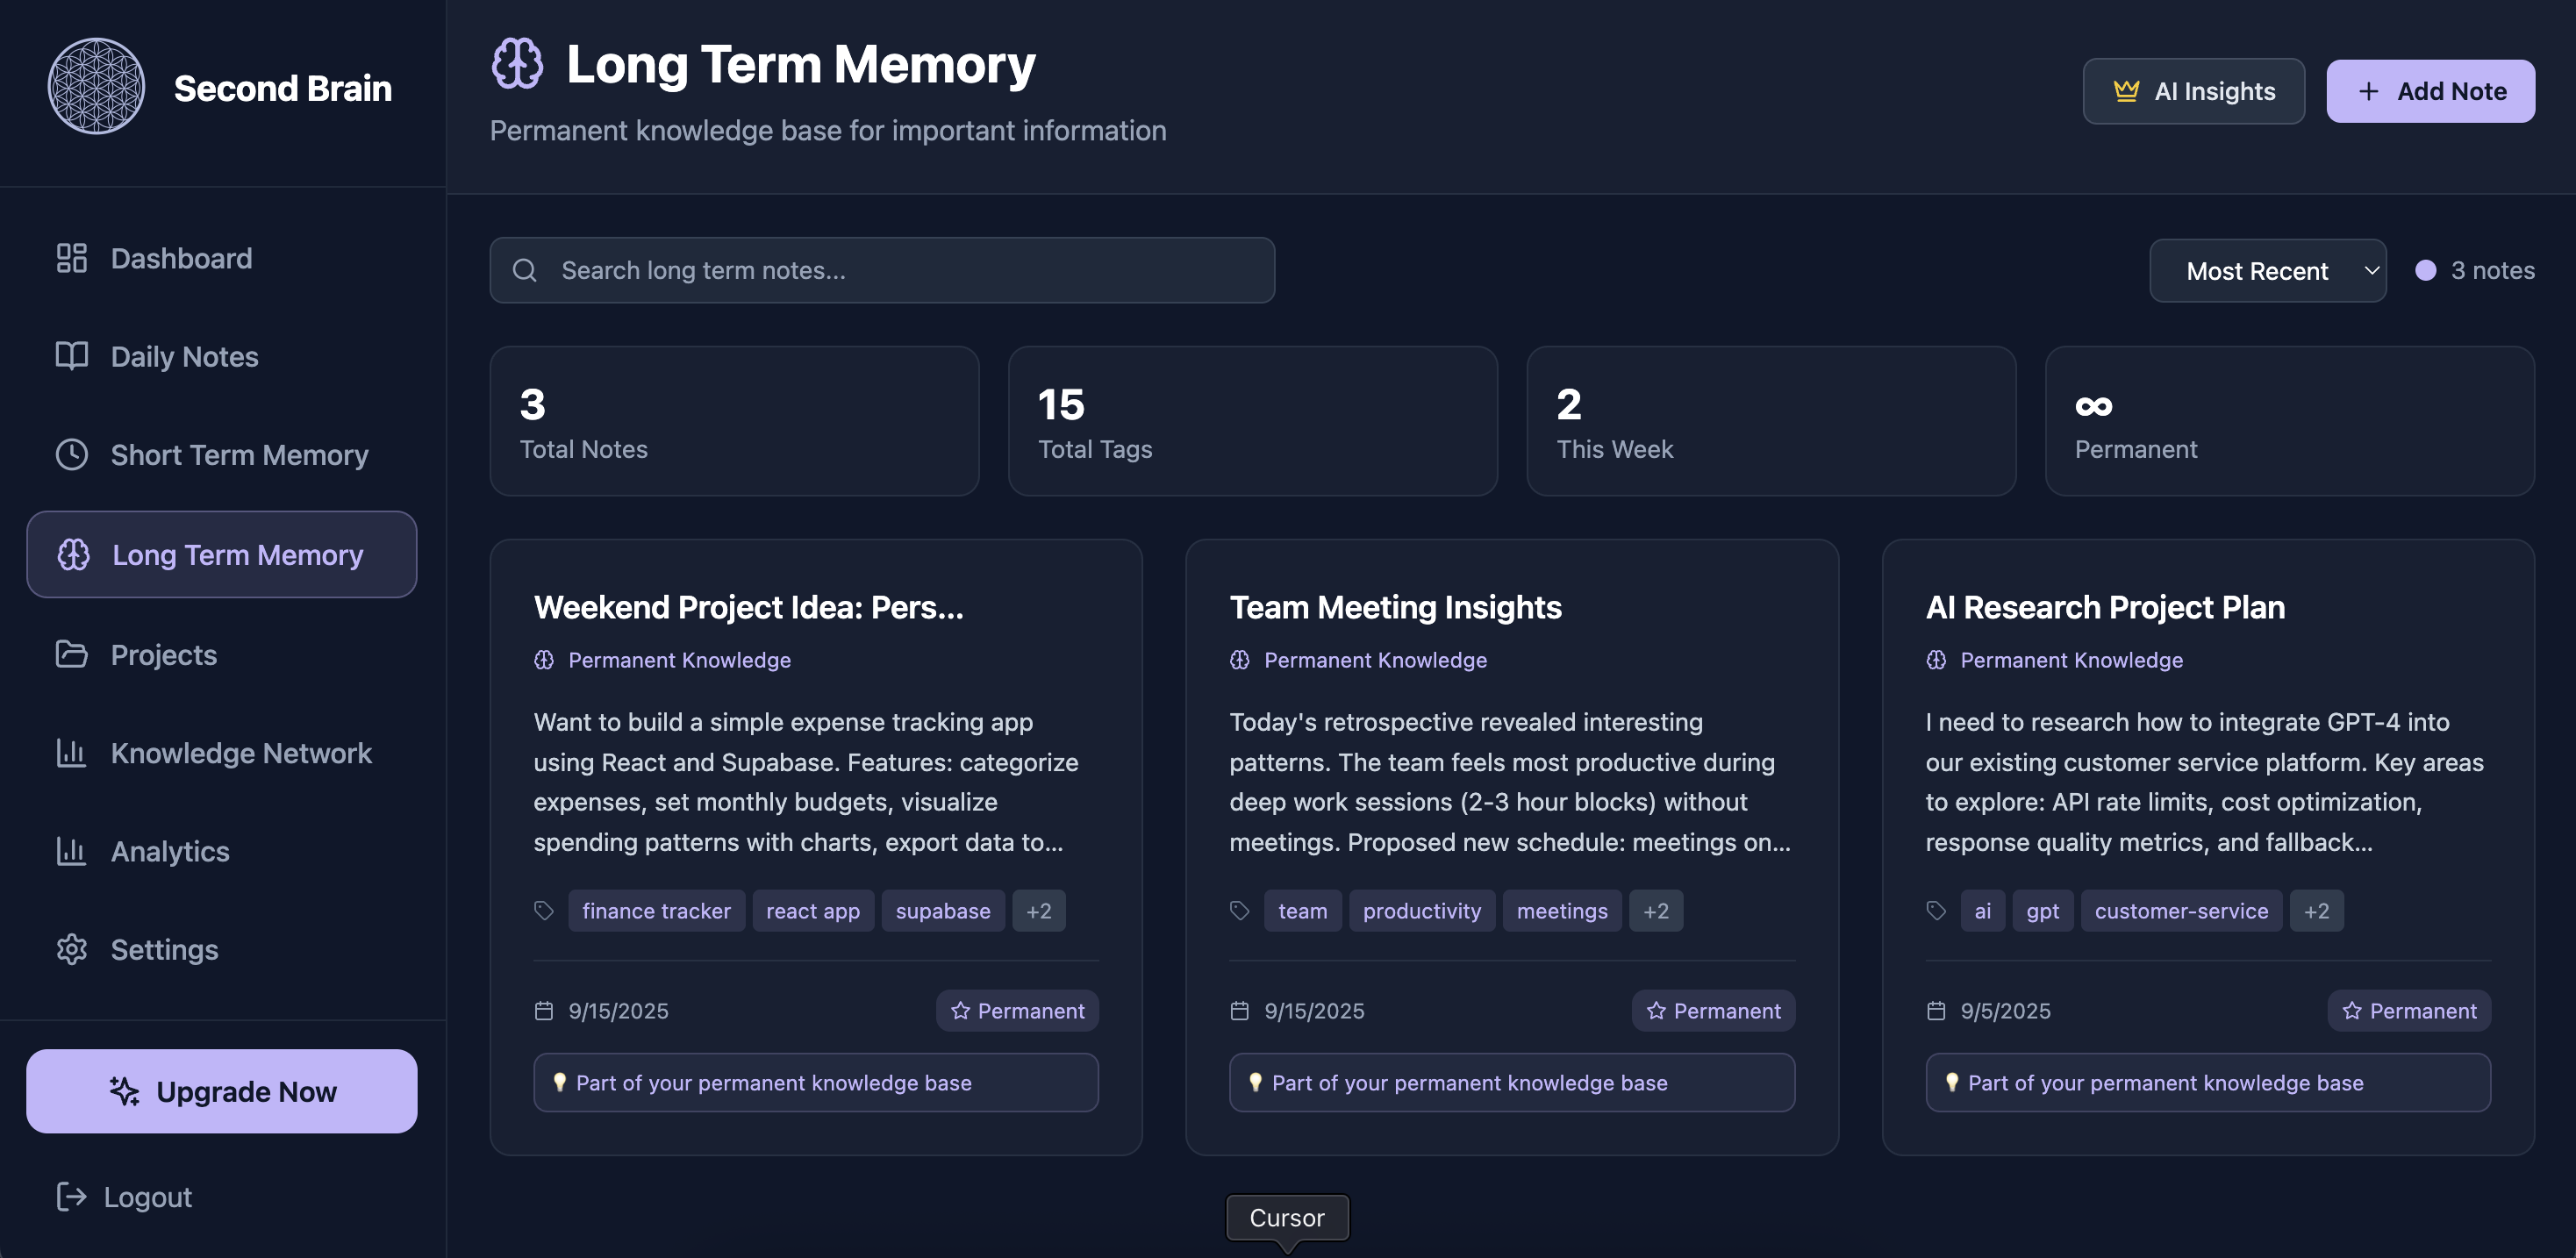 Second Brain
Dashboard
Daily Notes
Short Term Memory
Long Term Memory
Projects
Knowledge Network
Analytics
Settings
Upgrade Now
Logout
Long Term Memory
Permanent knowledge base for important information
AI Insights
+ Add Note
Search long term notes...
Most Recent
3 notes
3
Total Notes
15
Total Tags
2
This Week
∞
Permanent
Weekend Project Idea: Pers...
Permanent Knowledge
Want to build a simple expense tracking app
using React and Supabase. Features: categorize
expenses, set monthly budgets, visualize
spending patterns with charts, export data to...
finance tracker react app supabase +2
9/15/2025 Permanent
Part of your permanent knowledge base
Team Meeting Insights
Permanent Knowledge
Today's retrospective revealed interesting
patterns. The team feels most productive during
deep work sessions (2-3 hour blocks) without
meetings. Proposed new schedule: meetings on...
team productivity meetings +2
9/15/2025 Permanent
Part of your permanent knowledge base
AI Research Project Plan
Permanent Knowledge
I need to research how to integrate GPT-4 into
our existing customer service platform. Key areas
to explore: API rate limits, cost optimization,
response quality metrics, and fallback...
ai gpt customer-service +2
9/5/2025 Permanent
Part of your permanent knowledge base
Cursor